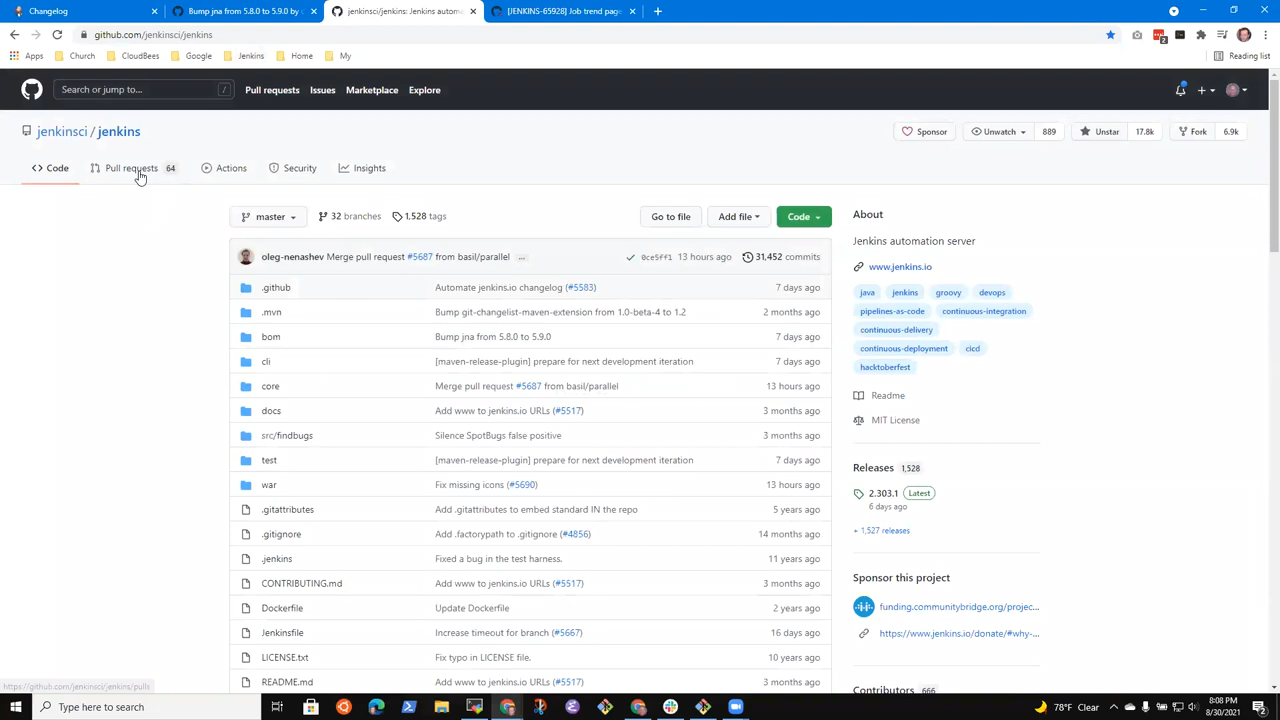 Changelog
Bump jna from 5.8.0 to 5.9.0 by
jenkinsci/jenkins: Jenkins autom
[JENKINS-65928] Job trend page
github.com/jenkinsci/jenkins
2
Apps
Church
CloudBees
Google
Jenkins
Home
My
Reading list
Search or jump to...
/
Pull requests
Issues
Marketplace
Explore
jenkinsci / jenkins
Sponsor
Unwatch
889
Unstar
17.8k
Fork
6.9k
Code
Pull requests 64
Actions
Security
Insights
master
32 branches
1,528 tags
Go to file
Add file
Code
oleg-nenashev Merge pull request #5687 from basil/parallel ...
0ce5ff1 13 hours ago
31,452 commits
.github Automate jenkins.io changelog (#5583) 7 days ago
.mvn Bump git-changelist-maven-extension from 1.0-beta-4 to 1.2 2 months ago
bom Bump jna from 5.8.0 to 5.9.0 7 days ago
cli [maven-release-plugin] prepare for next development iteration 7 days ago
core Merge pull request #5687 from basil/parallel 13 hours ago
docs Add www to jenkins.io URLs (#5517) 3 months ago
src/findbugs Silence SpotBugs false positive 3 months ago
test [maven-release-plugin] prepare for next development iteration 7 days ago
war Fix missing icons (#5690) 13 hours ago
.gitattributes Add .gitattributes to embed standard IN the repo 5 years ago
.gitignore Add .factorypath to .gitignore (#4856) 14 months ago
.jenkins Fixed a bug in the test harness. 11 years ago
CONTRIBUTING.md Add www to jenkins.io URLs (#5517) 3 months ago
Dockerfile Update Dockerfile 2 years ago
Jenkinsfile Increase timeout for branch (#5667) 16 days ago
LICENSE.txt Fix typo in LICENSE file. 10 years ago
README.md Add www to jenkins.io URLs (#5517) 3 months ago
About
Jenkins automation server
www.jenkins.io
java jenkins groovy devops
pipelines-as-code continuous-integration
continuous-delivery
continuous-deployment cicd
hacktoberfest
Readme
MIT License
Releases 1,528
2.303.1 Latest
6 days ago
+ 1,527 releases
Sponsor this project
funding.communitybridge.org/projec...
https://www.jenkins.io/donate/#why-...
Contributors 666
https://github.com/jenkinsci/jenkins/pulls
Type here to search
78°F Clear
8:08 PM
8/30/2021
2